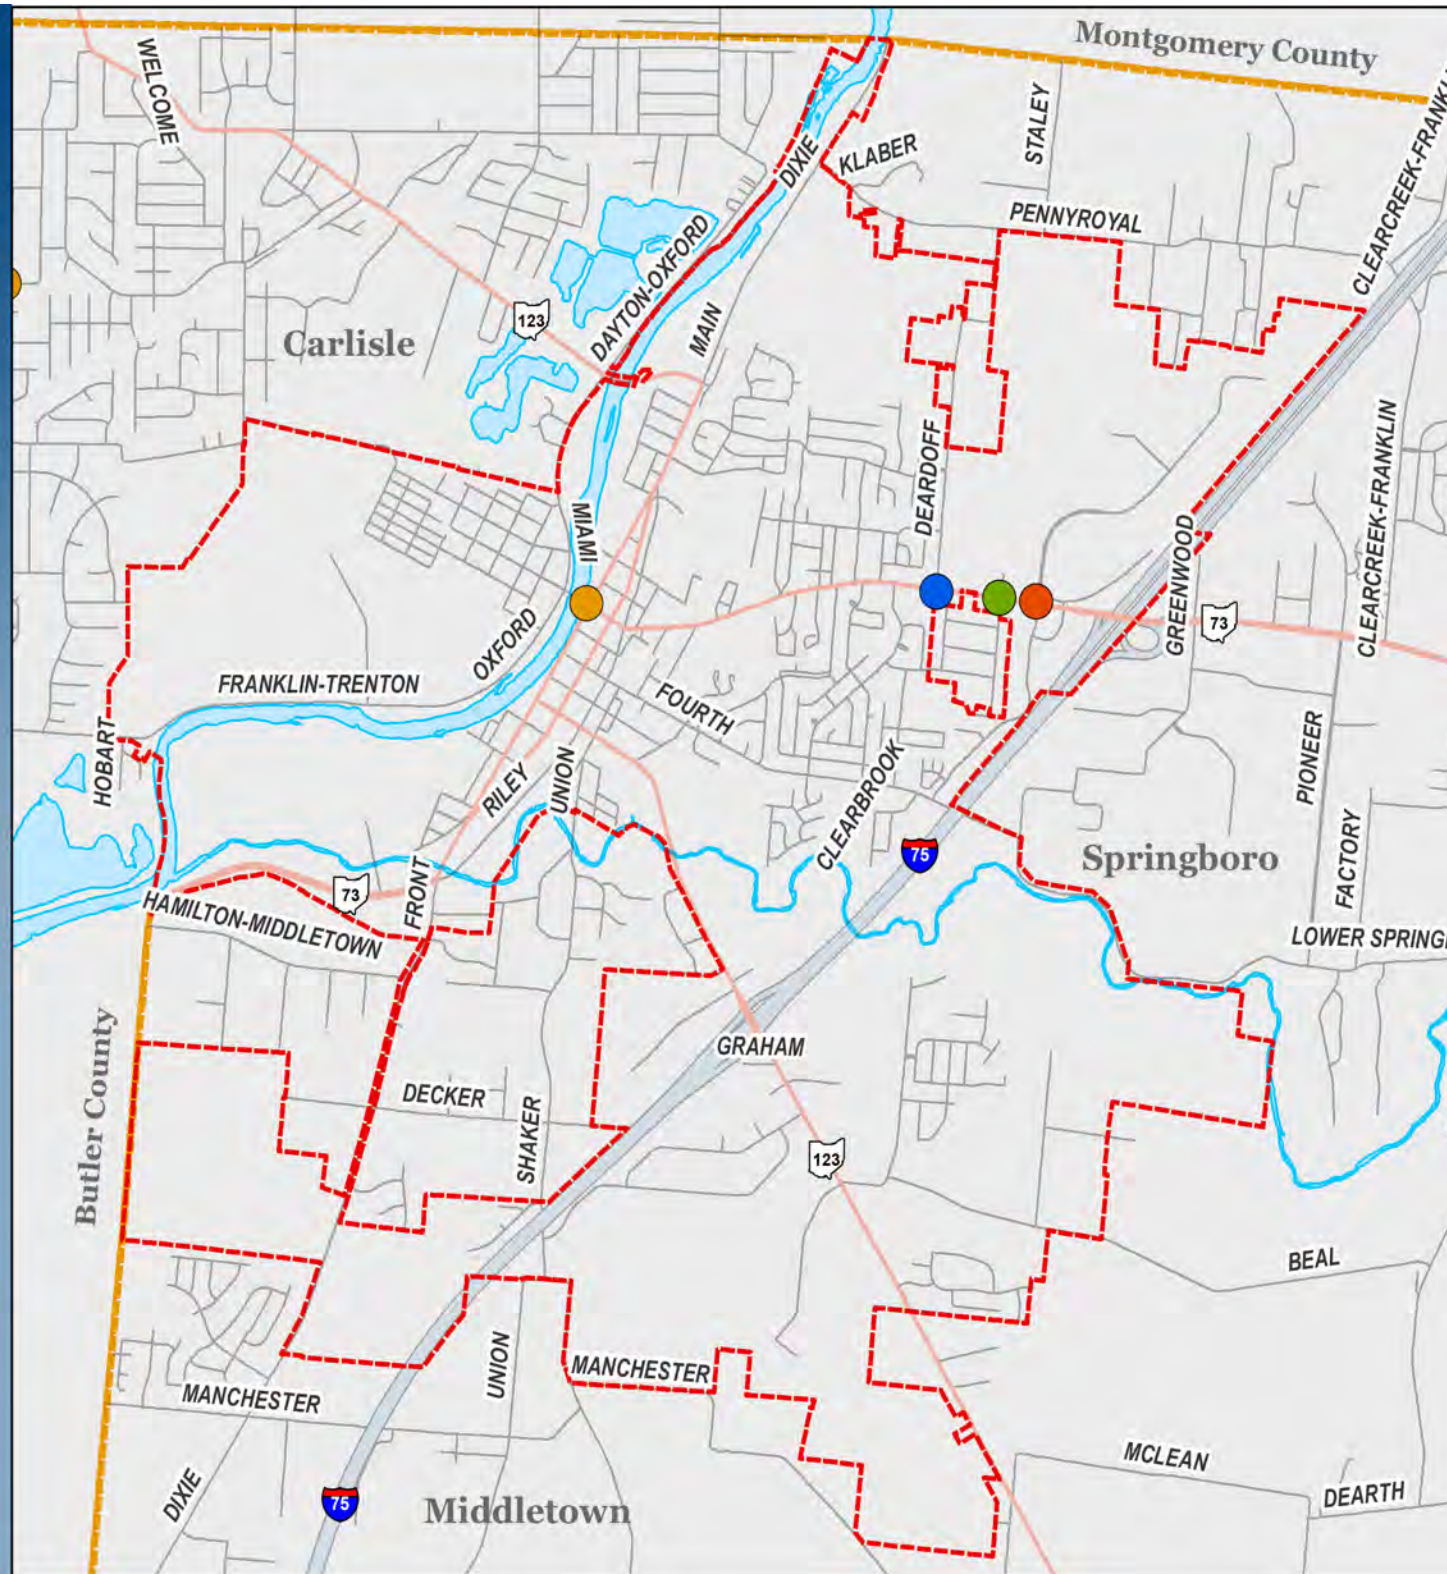 Montgomery County
WELCOME
CLEARCREEK-FRANKL
STALEY
DIXIE
KLABER
PENNYROYAL
DAYTON-OXFORD
123
MAIN
Carlisle
CLEARCREEK-FRANKLIN
DEARDOFF
MIAMI
GREENWOOD
73
OXFORD
FRANKLIN-TRENTON
FOURTH
HOBART
UNION
RILEY
CLEARBROOK
PIONEER
75
Springboro
FACTORY
FRONT
73
HAMILTON-MIDDLETOWN
LOWER SPRING
GRAHAM
Butler County
DECKER
SHAKER
123
BEAL
UNION
MANCHESTER
MANCHESTER
MCLEAN
DIXIE
75
Middletown
DEARTH